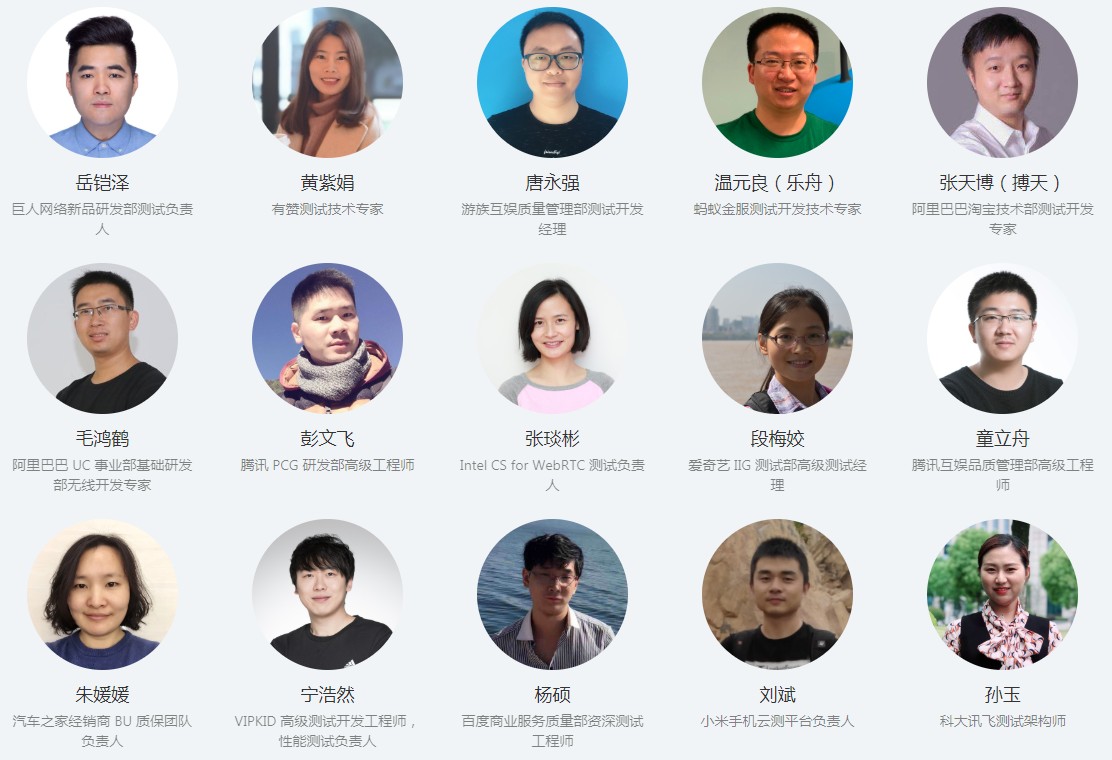 岳铠泽
黄紫娟
唐永强
温元良（乐舟）
张天博（搏天）
巨人网络新品研发部测试负责
人
有赞测试技术专家
游族互娱质量管理部测试开发
经理
蚂蚁金服测试开发技术专家
阿里巴巴淘宝技术部测试开发
专家
毛鸿鹤
彭文飞
张琰彬
段梅姣
童立舟
阿里巴巴 UC 事业部基础研发
部无线开发专家
腾讯 PCG 研发部高级工程师
Intel CS for WebRTC 测试负责
人
爱奇艺 IIG 测试部高级测试经
理
腾讯互娱品质管理部高级工程
师
朱媛媛
宁浩然
杨硕
刘斌
孙玉
汽车之家经销商 BU 质保团队
负责人
VIPKID 高级测试开发工程师，
性能测试负责人
百度商业服务质量部资深测试
工程师
小米手机云测平台负责人
科大讯飞测试架构师